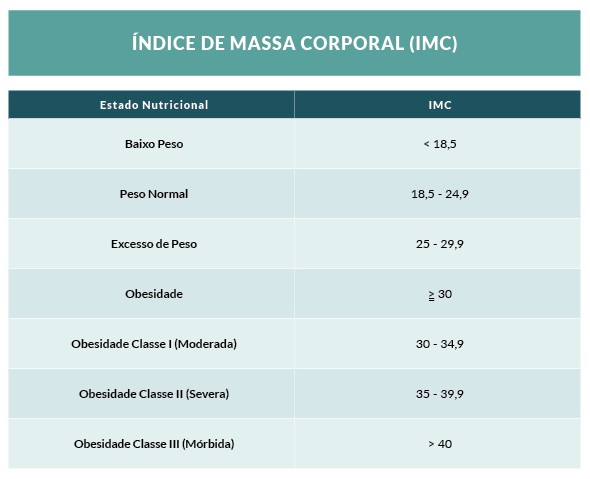 ÍNDICE DE MASSA CORPORAL (IMC)
Estado Nutricional IMC
Baixo Peso < 18,5
Peso Normal 18,5 - 24,9
Excesso de Peso 25 - 29,9
Obesidade ≥ 30
Obesidade Classe I (Moderada) 30 - 34,9
Obesidade Classe II (Severa) 35 - 39,9
Obesidade Classe III (Mórbida) > 40